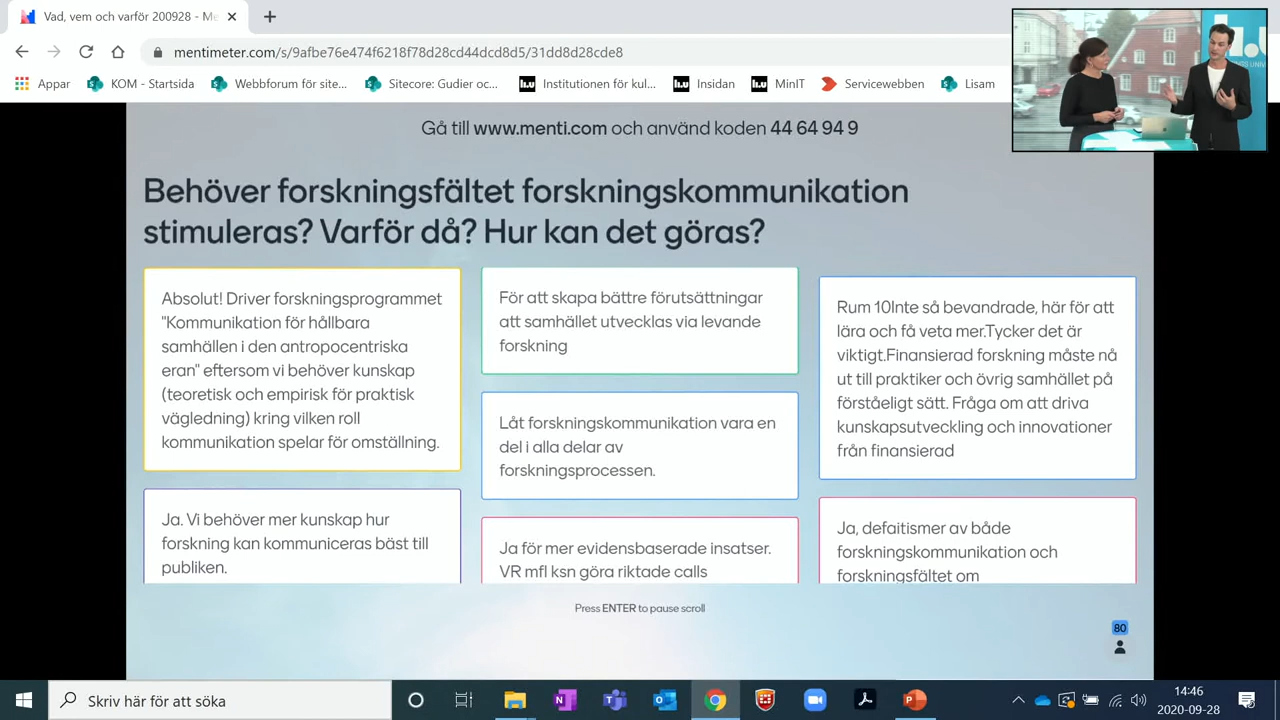 Vad, vem och varför 200928 - Me
mentimeter.com/s/9afbe76e474f6218f78d28cd44dcd8d5/31dd8d28cde8
Appar
KOM - Startsida
Webbforum för site...
Sitecore: Guider o...
h.u
Institutionen för kul...
h.u
Insidan
h.u
MinIT
Servicewebben
Lisam
Gå till www.menti.com och använd koden 44 64 94 9
Behöver forskningsfältet forskningskommunikation
stimuleras? Varför då? Hur kan det göras?
Absolut! Driver forskningsprogrammet
"Kommunikation för hållbara
samhällen i den antropocentriska
eran" eftersom vi behöver kunskap
(teoretisk och empirisk för praktisk
vägledning) kring vilken roll
kommunikation spelar för omställning.
Ja. Vi behöver mer kunskap hur
forskning kan kommuniceras bäst till
publiken.
För att skapa bättre förutsättningar
att samhället utvecklas via levande
forskning
Låt forskningskommunikation vara en
del i alla delar av
forskningsprocessen.
Ja för mer evidensbaserade insatser.
VR mfl ksn göra riktade calls
Rum 10Inte så bevandrade, här för att
lära och få veta mer.Tycker det är
viktigt.Finansierad forskning måste nå
ut till praktiker och övrig samhället på
förståeligt sätt. Fråga om att driva
kunskapsutveckling och innovationer
från finansierad
Ja, defaitismer av både
forskningskommunikation och
forskningsfältet om
Press ENTER to pause scroll
80
Skriv här för att söka
14:46
2020-09-28